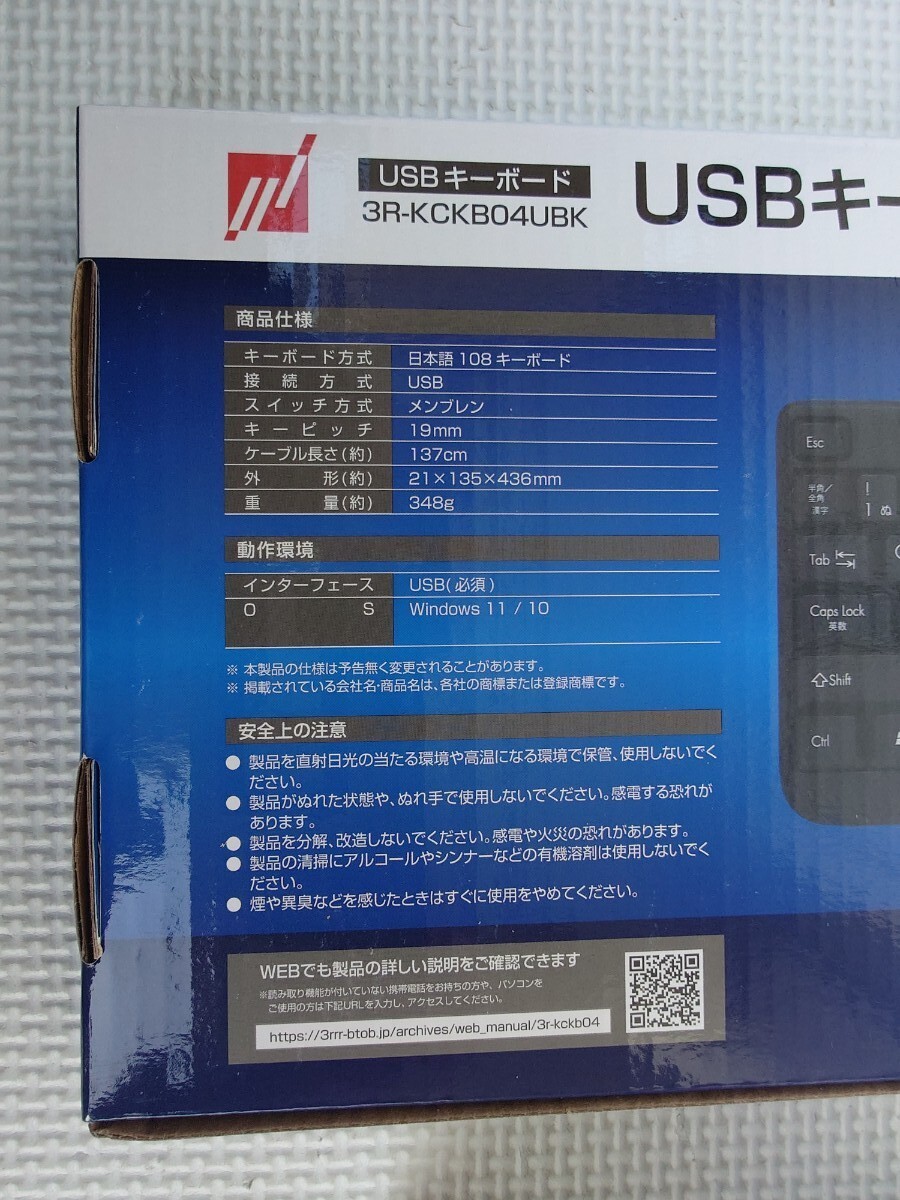 USBキーボード
3R-KCKB04UBK
USBキー
商品仕様
キーボード方式 日本語 108 キーボード
接続方式 USB
スイッチ方式 メンブレン
キーピッチ 19mm
ケーブル長さ(約) 137cm
外形(約) 21×135×436mm
重量(約) 348g
動作環境
インターフェース USB(必須)
OS Windows 11 / 10
※ 本製品の仕様は予告無く変更されることがあります。
※ 掲載されている会社名・商品名は、各社の商標または登録商標です。
安全上の注意
● 製品を直射日光の当たる環境や高温になる環境で保管、使用しないでく
ださい。
● 製品がぬれた状態や、ぬれ手で使用しないでください。感電する恐れが
あります。
● 製品を分解、改造しないでください。感電や火災の恐れがあります。
● 製品の清掃にアルコールやシンナーなどの有機溶剤は使用しないでく
ださい。
● 煙や異臭などを感じたときはすぐに使用をやめてください。
WEBでも製品の詳しい説明をご確認できます
※読み取り機能が付いていない携帯電話をお持ちの方や、パソコンを
ご使用の方は下記URLを入力し、アクセスしてください。
https://3rrr-btob.jp/archives/web_manual/3r-kckb04
Esc
半角/
全角
漢字
!
1 ぬ
Tab
Caps Lock
英数
Shift
Ctrl